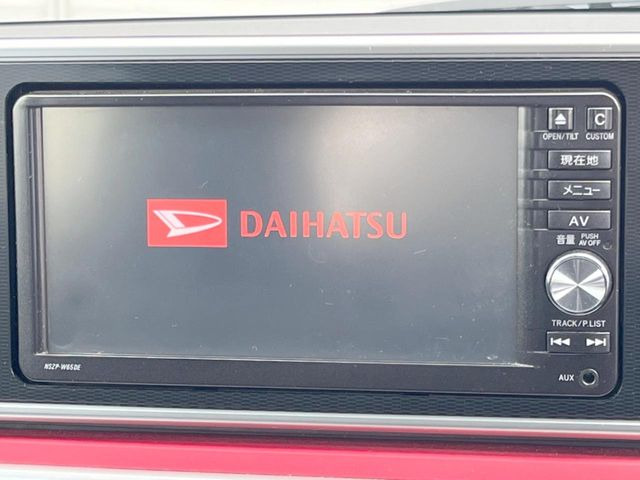 DAIHATSU
OPEN/TILT
C
CUSTOM
現在地
メニュー
AV
音量 PUSH AV OFF
TRACK/P.LIST
AUX
NSZP-W65DE